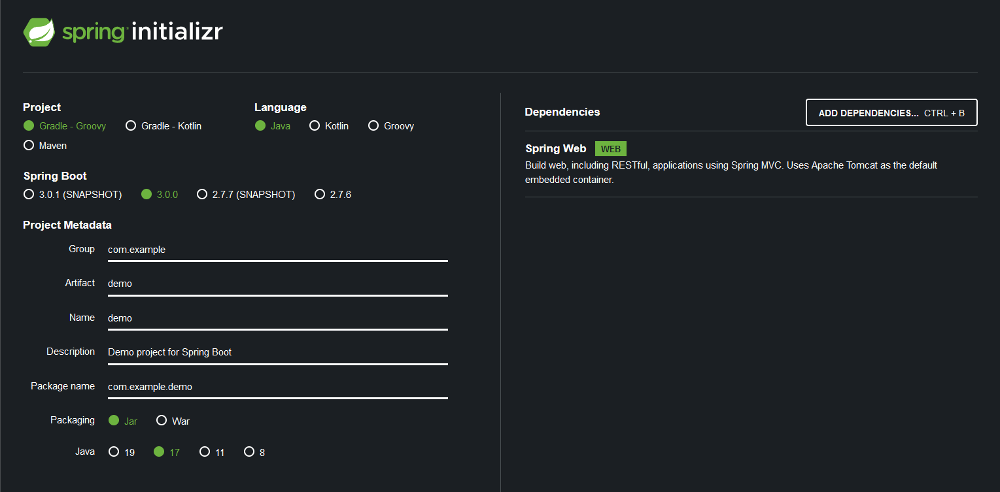 spring initializr
Project
Gradle - Groovy Gradle - Kotlin
Maven
Language
Java Kotlin Groovy
Spring Boot
3.0.1 (SNAPSHOT) 3.0.0 2.7.7 (SNAPSHOT) 2.7.6
Project Metadata
Group com.example
Artifact demo
Name demo
Description Demo project for Spring Boot
Package name com.example.demo
Packaging Jar War
Java 19 17 11 8
Dependencies
ADD DEPENDENCIES... CTRL + B
Spring Web WEB
Build web, including RESTful, applications using Spring MVC. Uses Apache Tomcat as the default
embedded container.